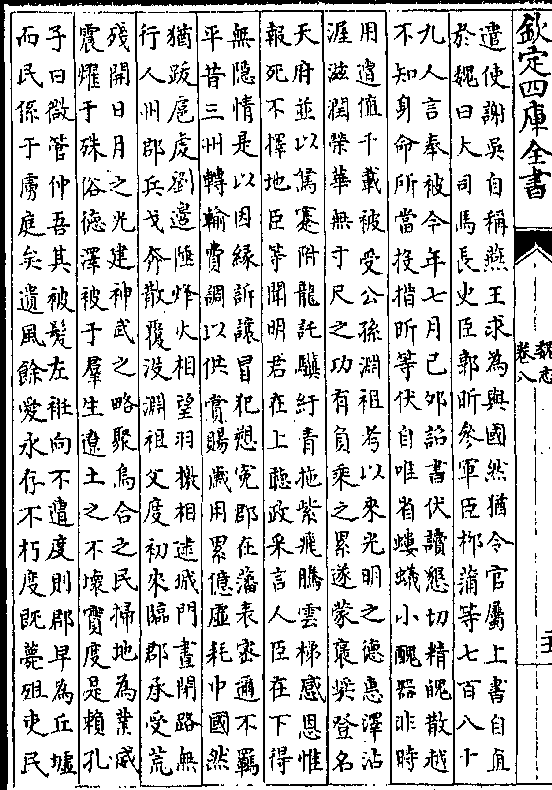 欽定四庫全書
魏志
卷八
遣使謝吳自稱燕王求為與國然猶令官屬上書自直
於魏曰大司馬長史臣郭昕參軍臣栁蒲等七百八十
九人言奉被今年七月己卯詔書伏讀懇切精魄散越
不知身命所當投措昕等伏自唯省螻蟻小醜器非時
用遭值千載被受公孫淵祖考以來光明之德惠澤沾
渥滋潤榮華無寸尺之功有負乘之累遂蒙褒奬登名
天府並以駑蹇附龍託驥紆青拖紫飛騰雲梯感恩惟
報死不擇地臣等聞明君在上聽政采言人臣在下得
無隱情是以因緣訴讓冒犯愬寃郡在藩表宻邇不羈
平昔三州轉輸費調以供賞賜歲用累億虛耗中國然
猶跋扈虔劉邊陲烽火相望羽檄相逮城門晝閉路無
行人州郡兵戈奔散覆没淵祖父度初來臨郡承受荒
殘開日月之光建神武之略聚烏合之民掃地為業威
震耀于殊俗德澤被于羣生遼土之不壞實度是賴孔
子曰微管仲吾其被髮左袵向不遭度則郡早為丘墟
而民係于虜庭矣遺風餘愛永存不朽度既薨殂吏民